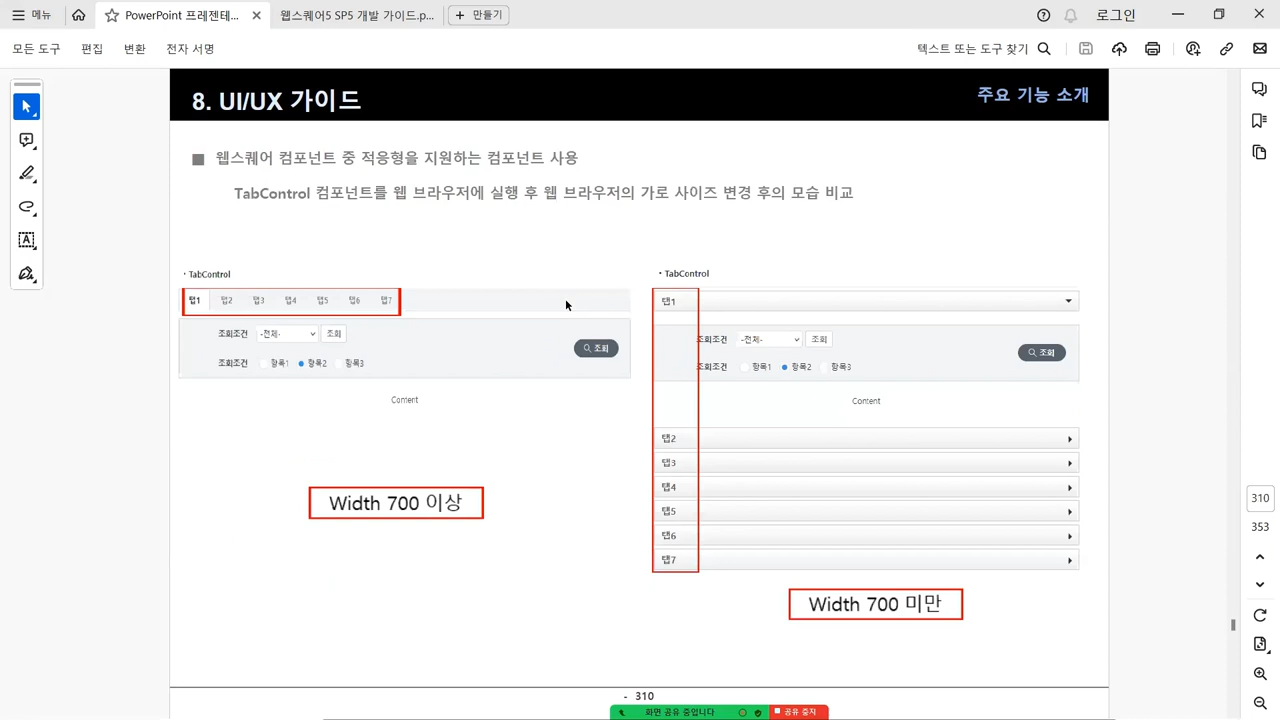 메뉴
PowerPoint 프레젠테...
웹스퀘어5 SP5 개발 가이드.p...
만들기
로그인
모든 도구
편집
변환
전자 서명
텍스트 또는 도구 찾기
8. UI/UX 가이드
주요 기능 소개
■ 웹스퀘어 컴포넌트 중 적응형을 지원하는 컴포넌트 사용
TabControl 컴포넌트를 웹 브라우저에 실행 후 웹 브라우저의 가로 사이즈 변경 후의 모습 비교
· TabControl
탭1 탭2 탭3 탭4 탭5 탭6 탭7
조회조건 -전체- 조회
조회
조회조건 항목1 항목2 항목3
Content
Width 700 이상
· TabControl
탭1
조회조건 -전체- 조회
조회
조회조건 항목1 항목2 항목3
Content
탭2
탭3
탭4
탭5
탭6
탭7
Width 700 미만
310
353
- 310
화면 공유 중입니다
공유 중지